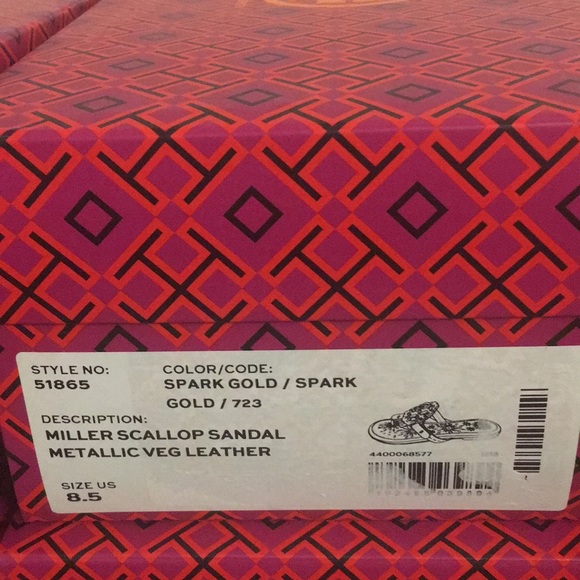 STYLE NO:
51865
COLOR/CODE:
SPARK GOLD / SPARK
GOLD / 723
DESCRIPTION:
MILLER SCALLOP SANDAL
METALLIC VEG LEATHER
SIZE US
8.5
4400068577